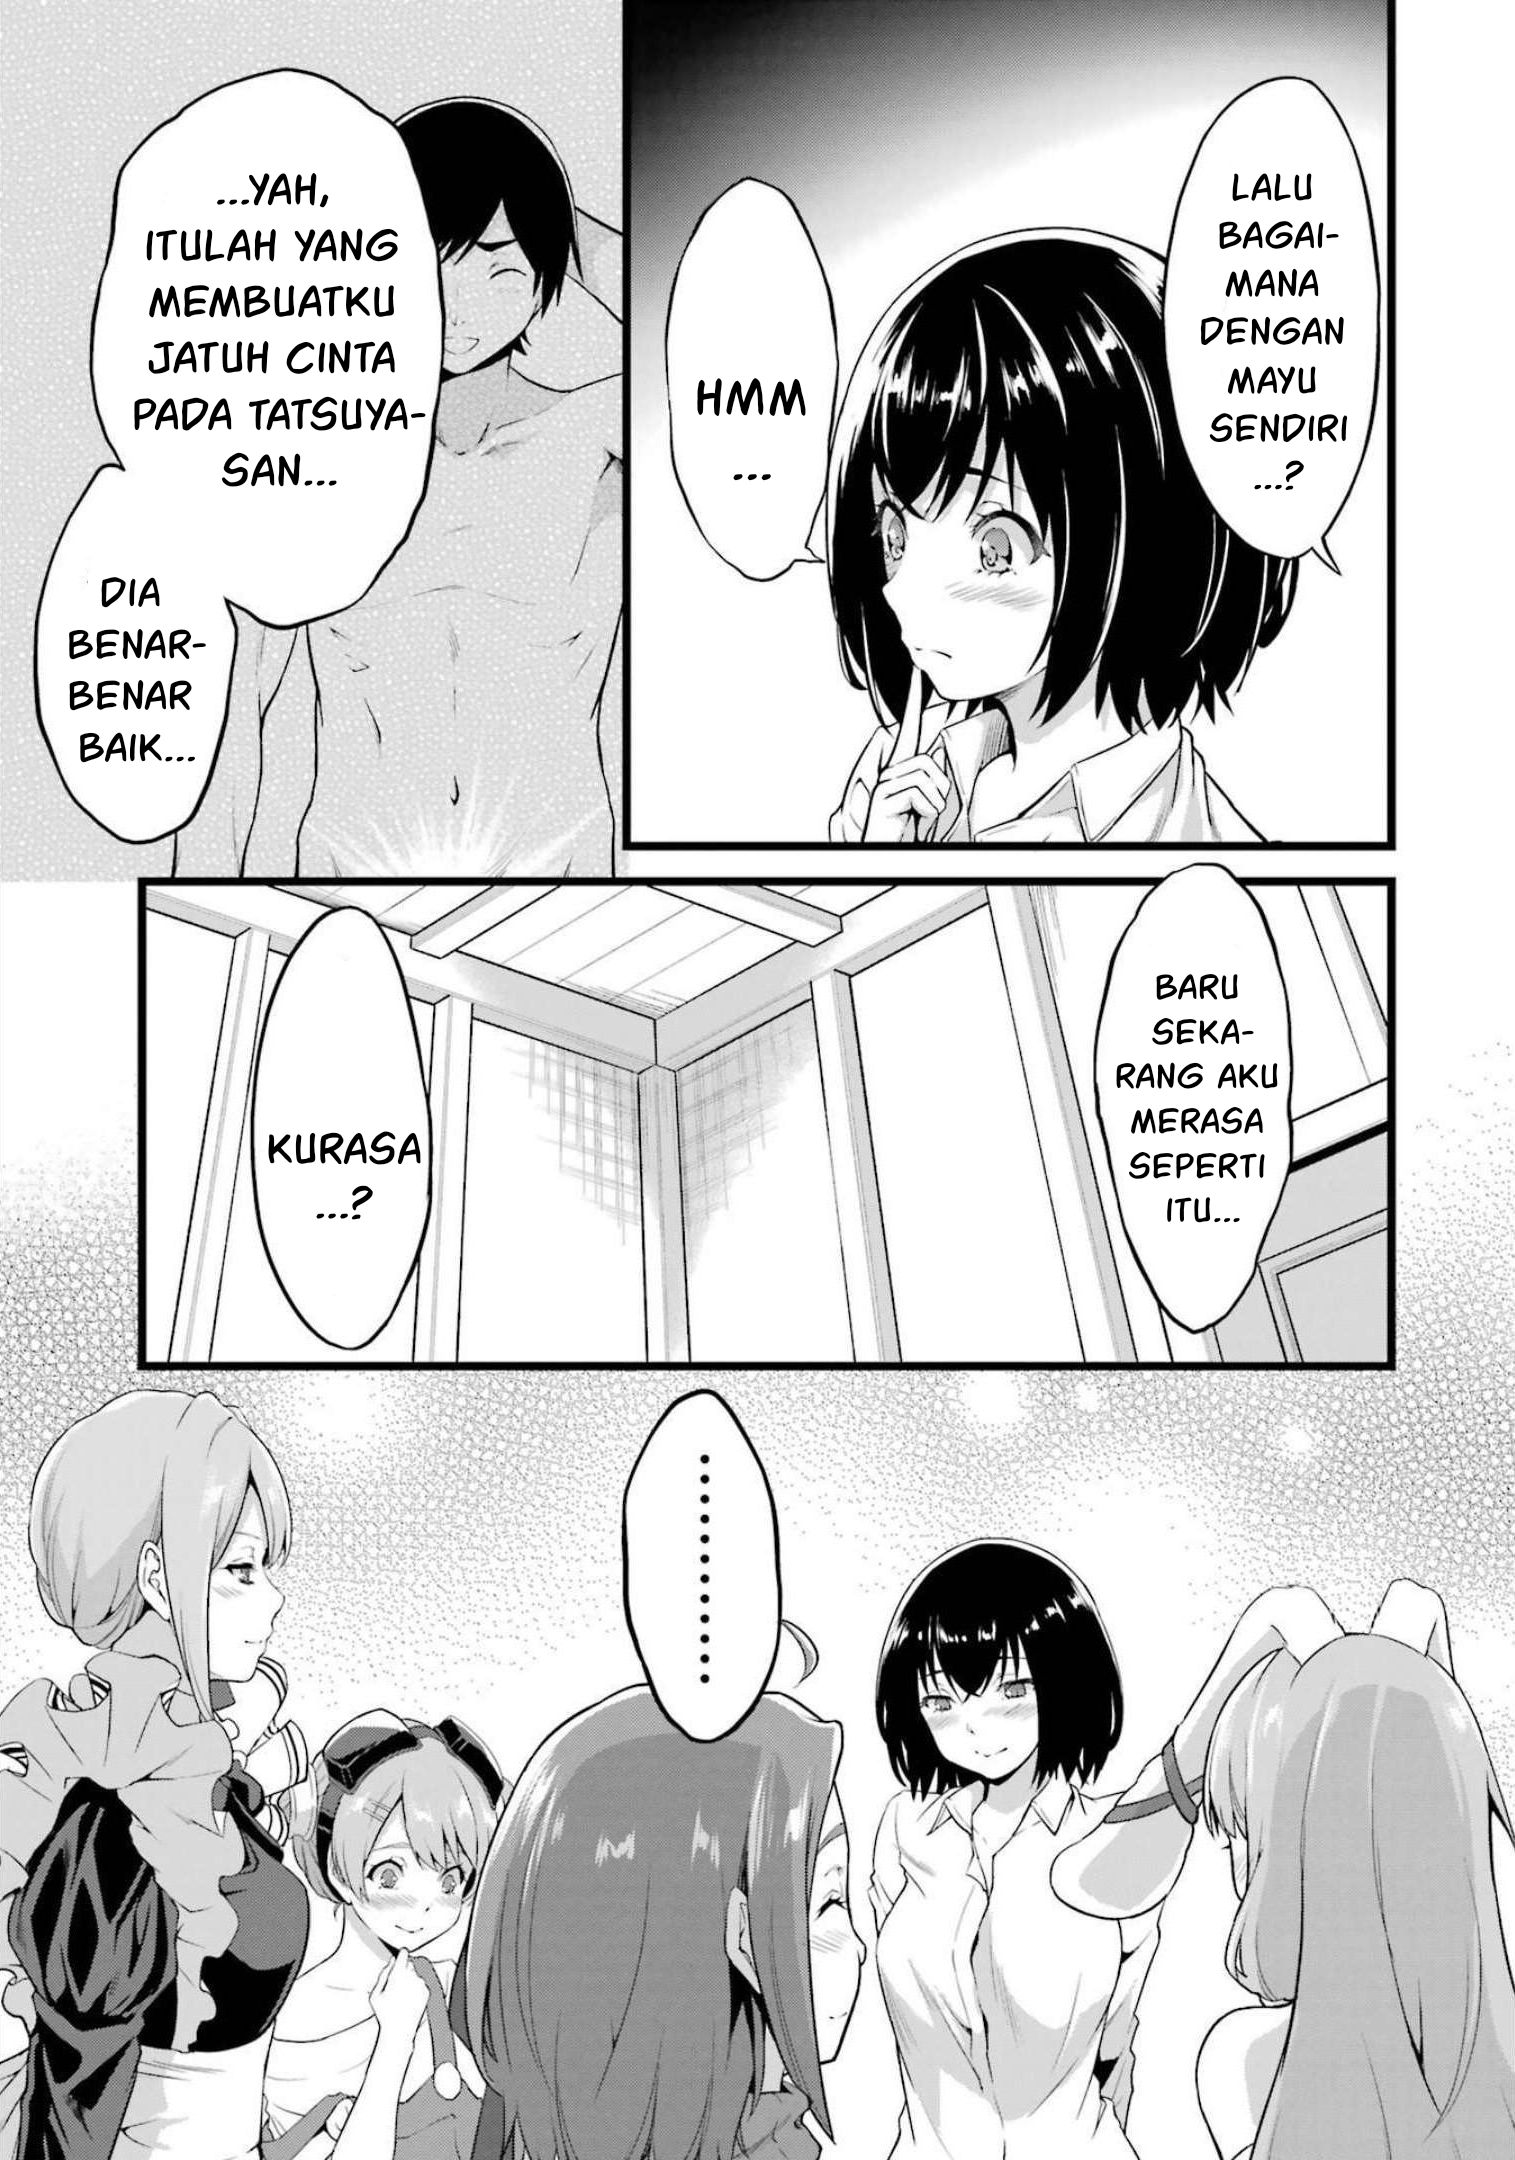 LALU
BAGAI-
MANA
DENGAN
MAYU
SENDIRI
...?
HMM
...
...YAH,
ITULAH YANG
MEMBUATKU
JATUH CINTA
PADA TATSUYA-
SAN...
DIA
BENAR-
BENAR
BAIK...
BARU
SEKA-
RANG AKU
MERASA
SEPERTI
ITU...
KURASA
...?
............